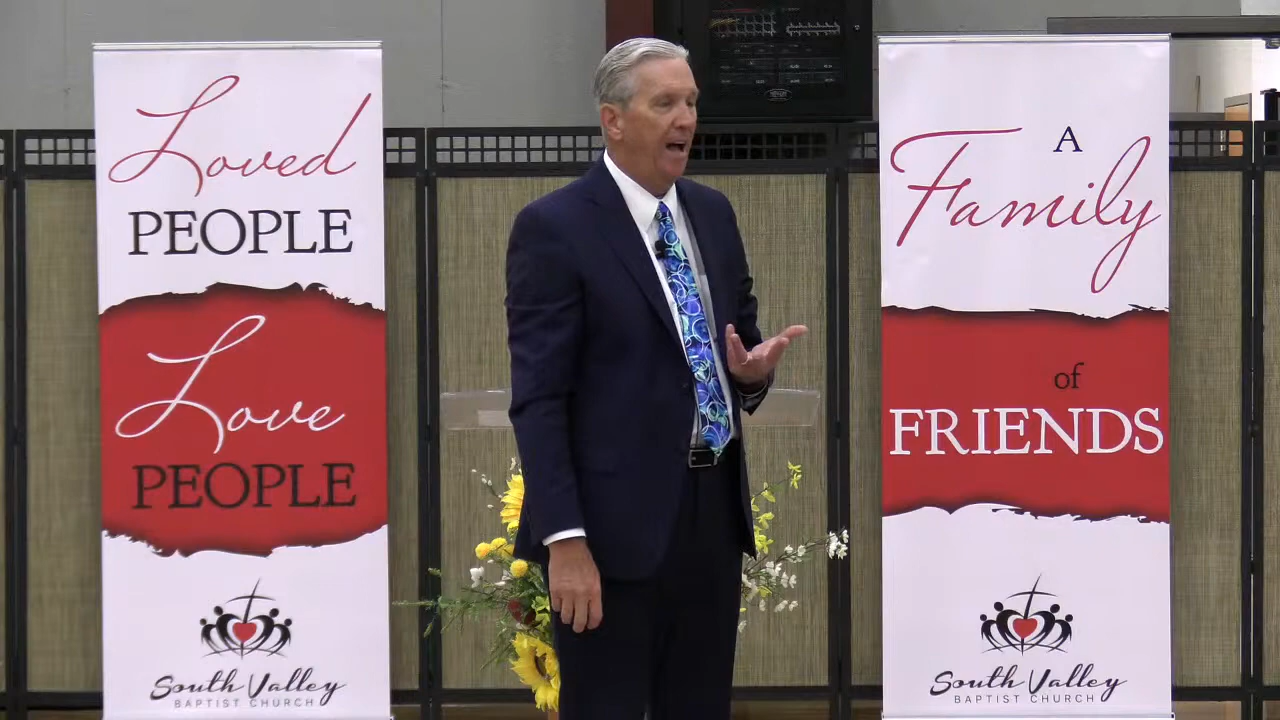 Loved
PEOPLE
Love
PEOPLE
South Valley
BAPTIST CHURCH
A
Family
of
FRIENDS
South Valley
BAPTIST CHURCH